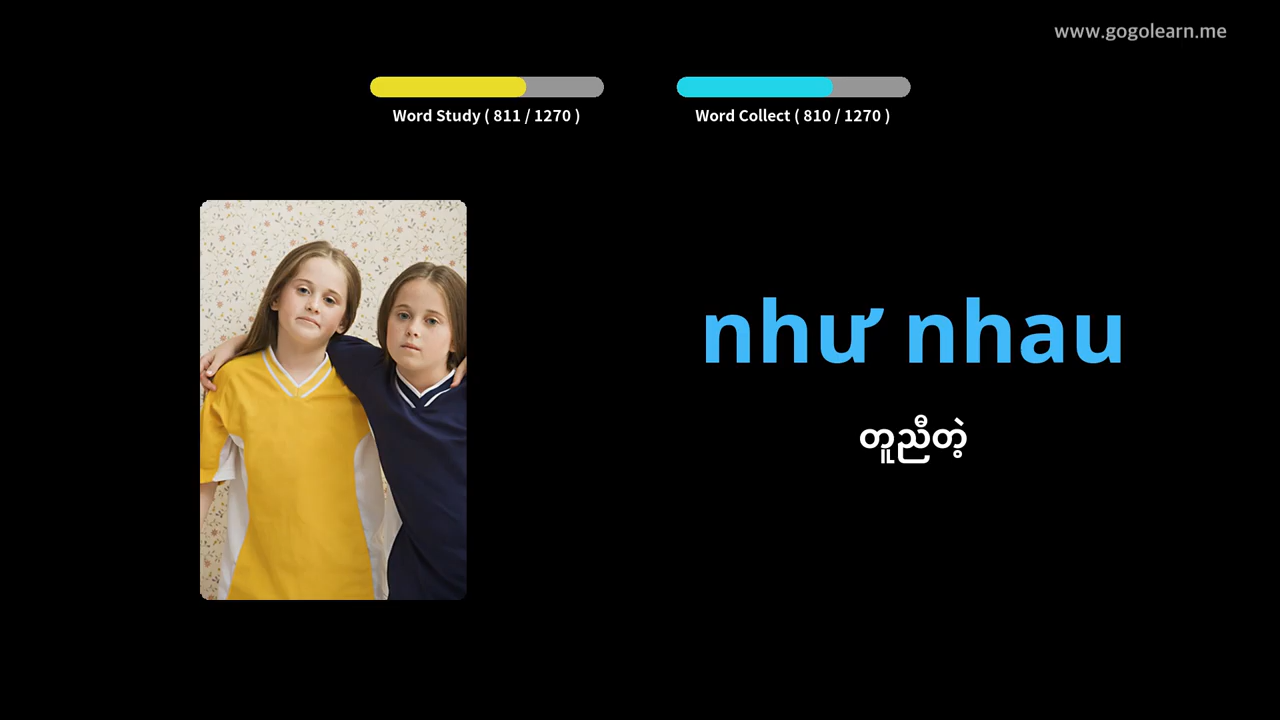 www.gogolearn.me
Word Study ( 811 / 1270 )
Word Collect ( 810 / 1270 )
như nhau
တူညီတဲ့